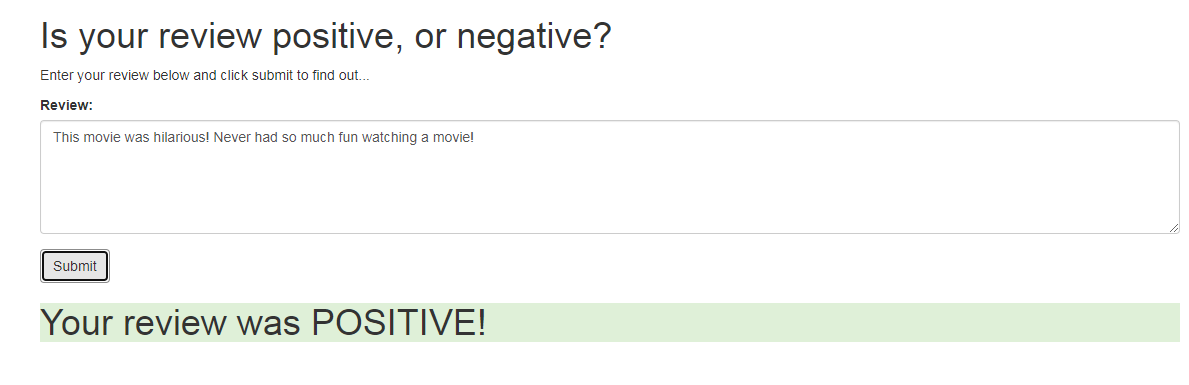 Is your review positive, or negative?
Enter your review below and click submit to find out...
Review:
This movie was hilarious! Never had so much fun watching a movie!
Submit
Your review was POSITIVE!